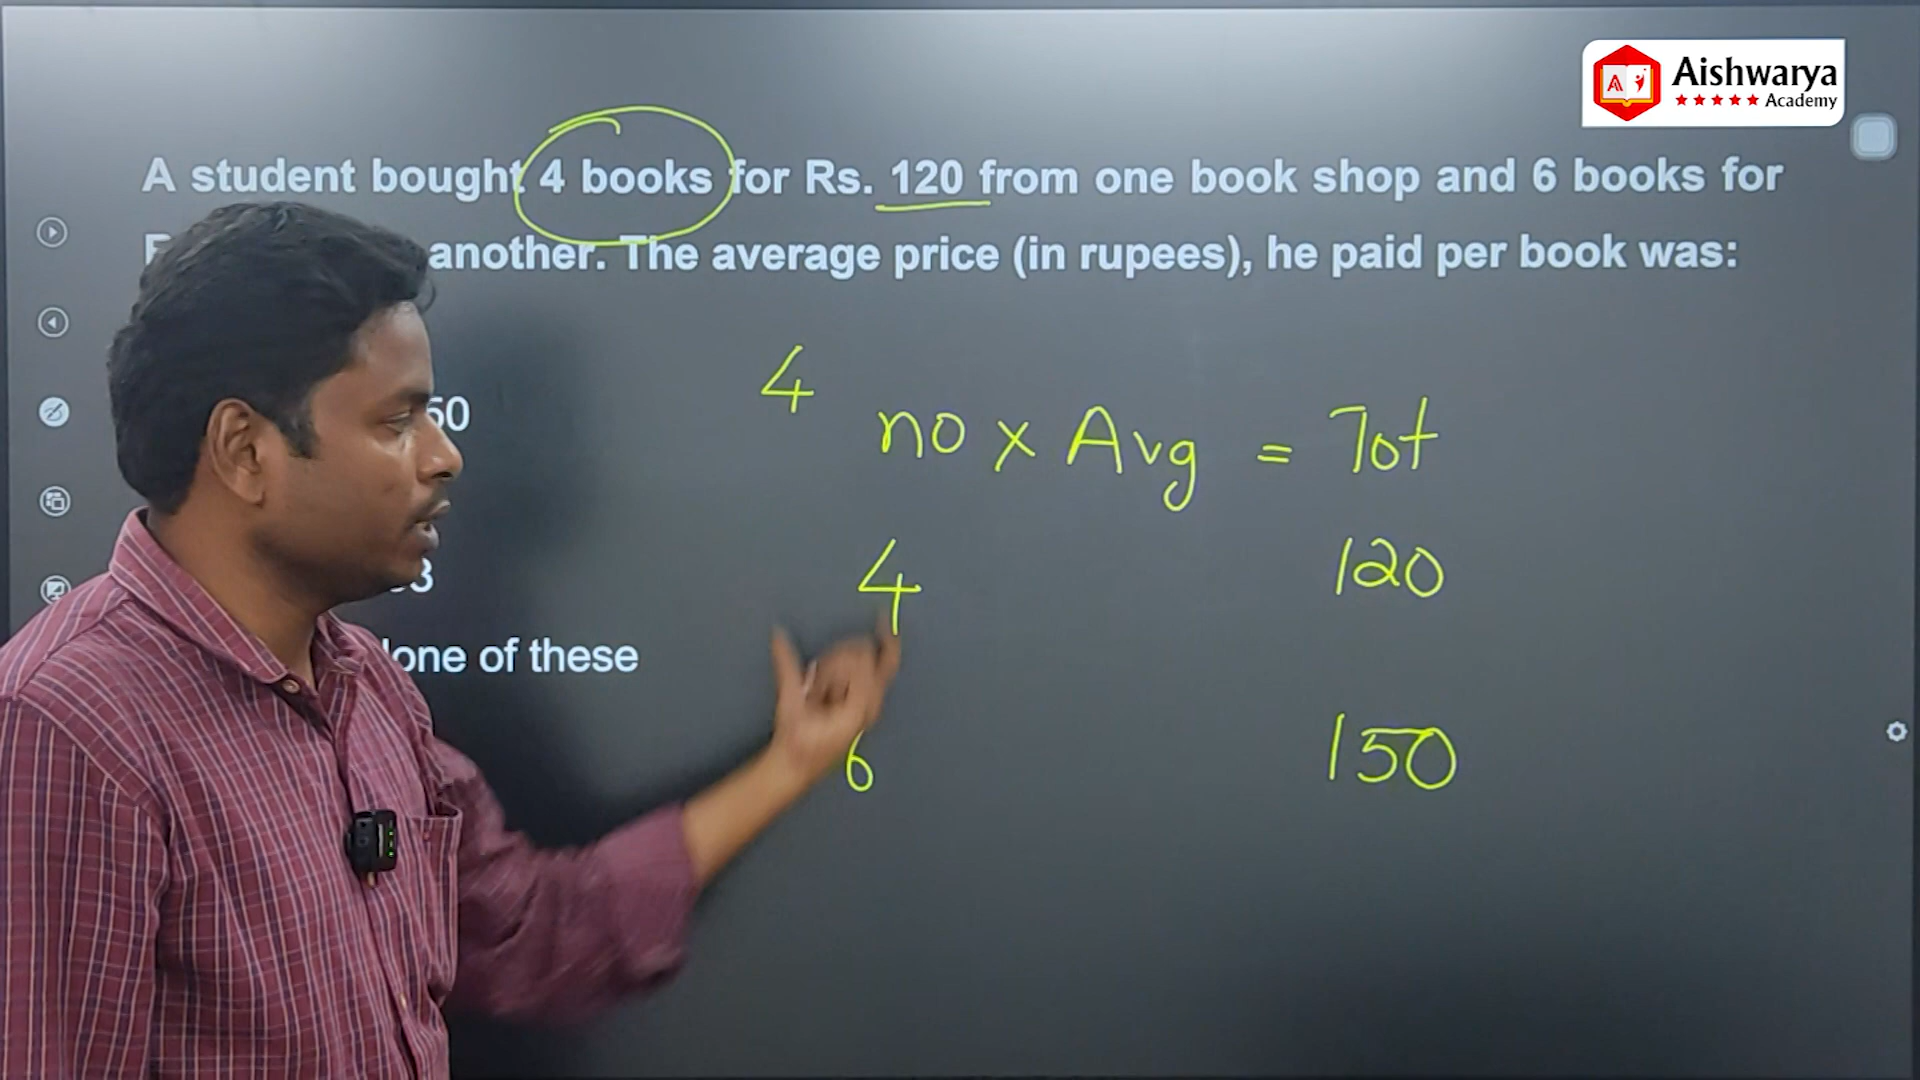 Aishwarya
Academy
A student bought 4 books for Rs. 120 from one book shop and 6 books for
another. The average price (in rupees), he paid per book was:
4
no x Avg = Tot
50
4 120
3
one of these
6 150